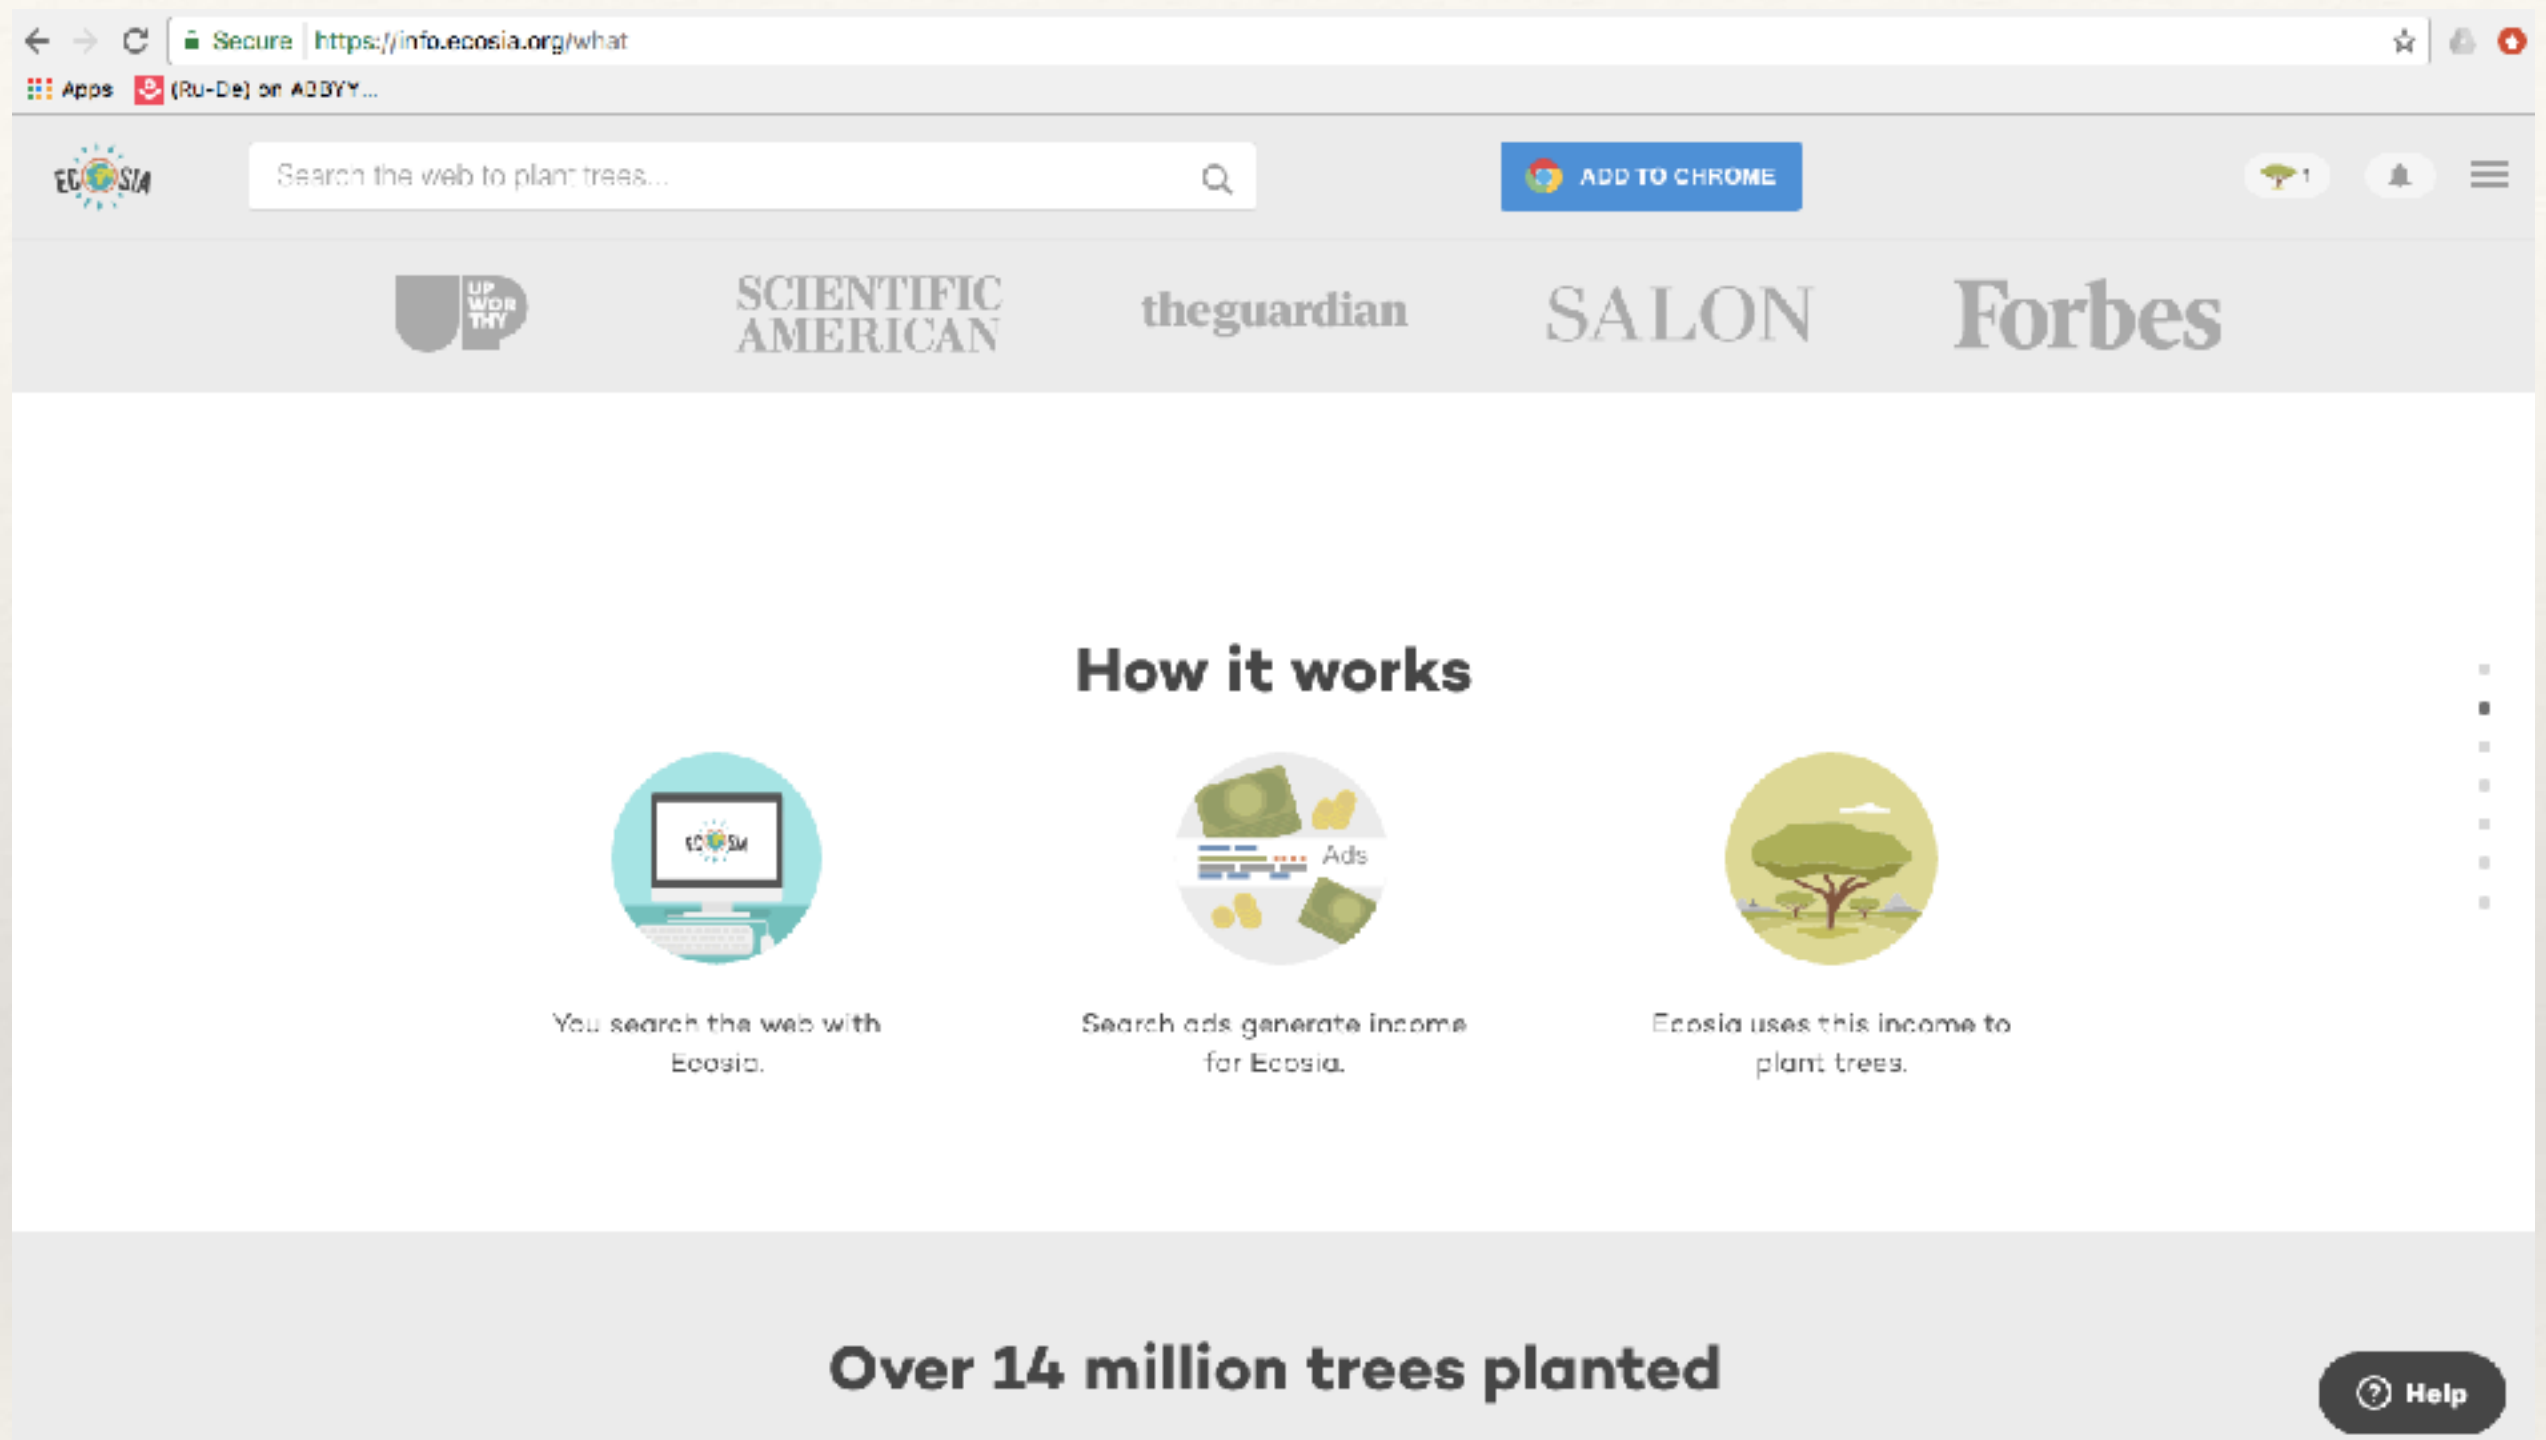 Secure https://info.ecosia.org/what
Apps (Ru-De) on ABBYY...
ECOSIA Search the web to plant trees... ADD TO CHROME 1
UP
WOR
THY
SCIENTIFIC
AMERICAN
theguardian
SALON
Forbes
How it works
ECOSIA
Ads
You search the web with
Ecosia.
Search ads generate income
for Ecosia.
Ecosia uses this income to
plant trees.
Over 14 million trees planted
Help